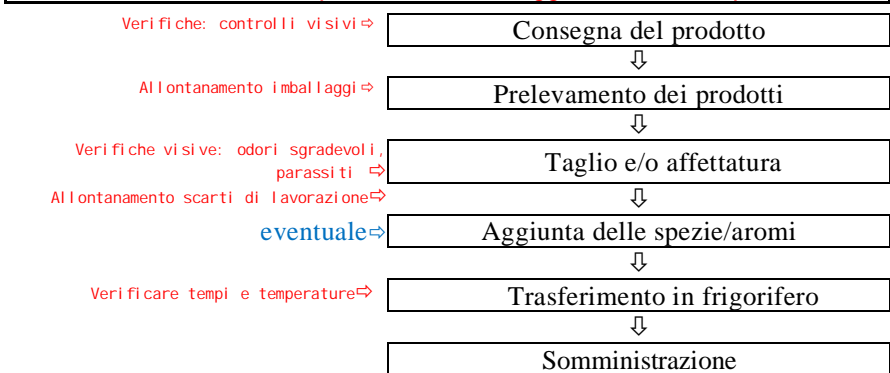 Verifiche: controlli visivi⇨ Consegna del prodotto
⇩
Allontanamento imballaggi⇨ Prelevamento dei prodotti
⇩
Verifiche visive: odori sgradevoli,
parassiti ⇨ Taglio e/o affettatura
Allontanamento scarti di lavorazione⇨ ⇩
eventuale⇨ Aggiunta delle spezie/aromi
⇩
Verificare tempi e temperature⇨ Trasferimento in frigorifero
⇩
Somministrazione